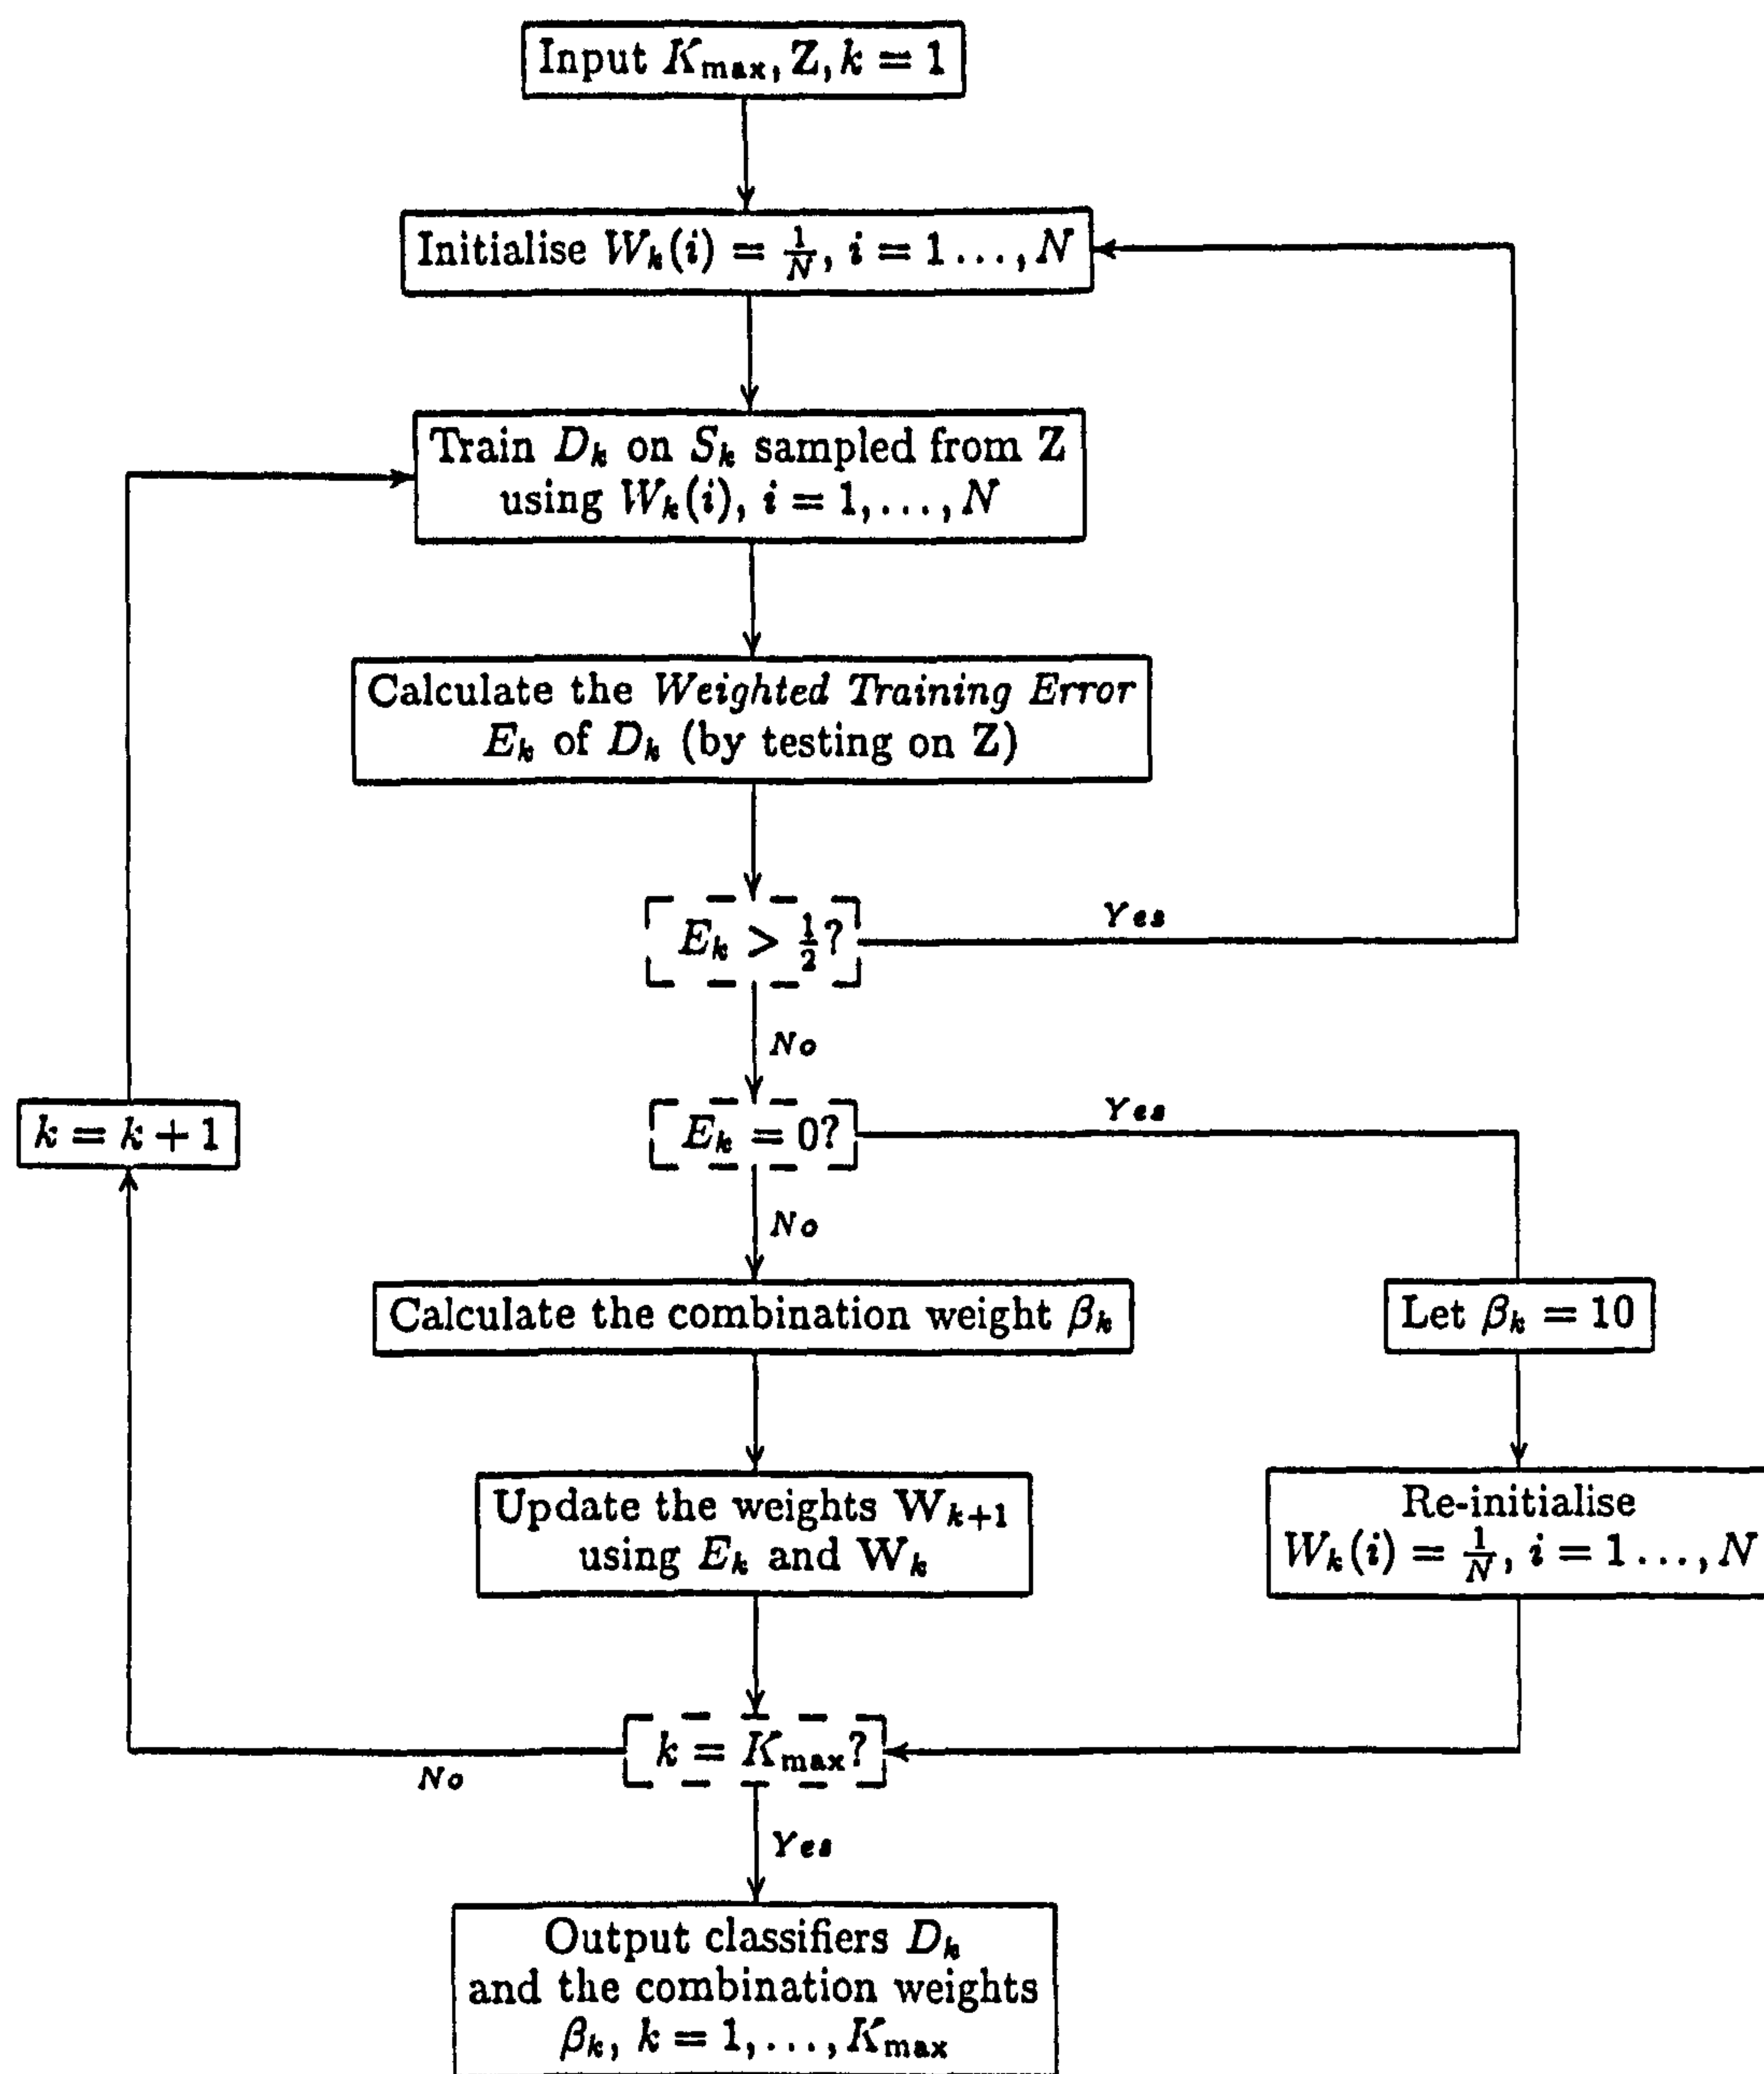 Input K_max, Z, k = 1
Initialise W_k(i) = 1/N, i = 1 ..., N
Train D_k on S_k sampled from Z
using W_k(i), i = 1, ..., N
Calculate the Weighted Training Error
E_k of D_k (by testing on Z)
E_k > 1/2?
Yes
No
k = k + 1
E_k = 0?
Yes
No
Calculate the combination weight β_k
Let β_k = 10
Update the weights W_{k+1}
using E_k and W_k
Re-initialise
W_k(i) = 1/N, i = 1 ..., N
k = K_max?
No
Yes
Output classifiers D_k
and the combination weights
β_k, k = 1, ..., K_max